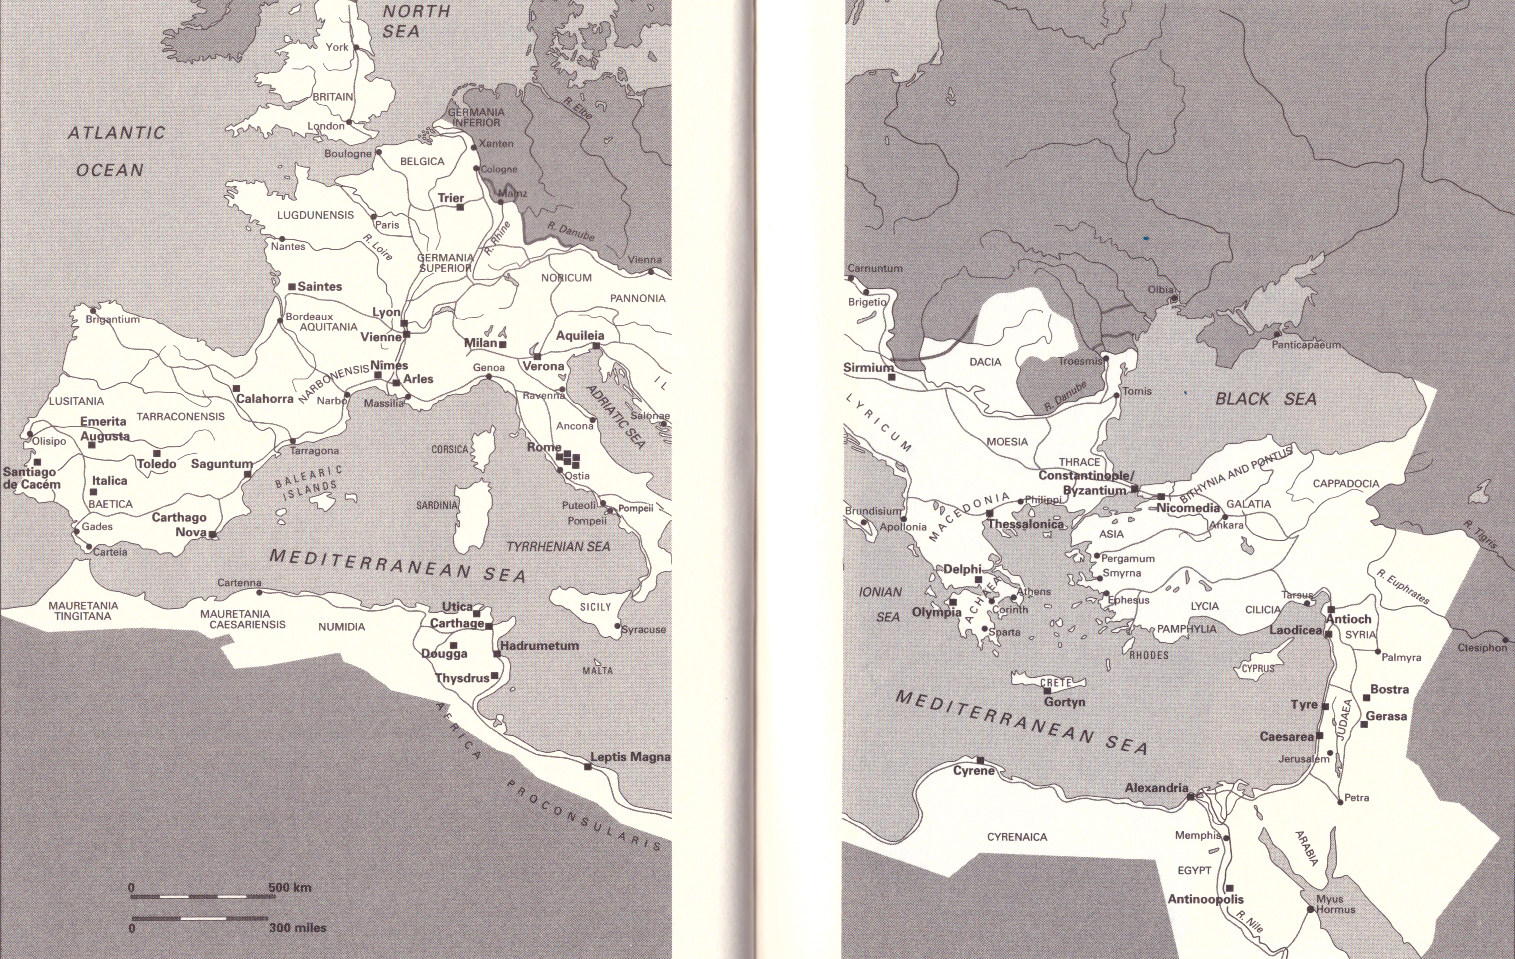 NORTH
SEA
York
BRITAIN
London
ATLANTIC
OCEAN
Boulogne
BELGICA
GERMANIA
INFERIOR
R. Elbe
Xanten
Cologne
Mainz
Trier
LUGDUNENSIS
Paris
Nantes
R. Loire
R. Rhine
R. Danube
GERMANIA
SUPERIOR
Vienna
NORICUM
PANNONIA
Saintes
Bordeaux
AQUITANIA
Lyon
Vienne
Milan
Aquileia
Verona
Brigantium
NARBONENSIS
Nîmes
Arles
Genoa
Narbo
Massilia
Ravenna
ADRIATIC SEA
IL
Salonae
Ancona
Calahorra
LUSITANIA
TARRACONENSIS
Emerita
Augusta
Olisipo
Toledo
Saguntum
Tarragona
Santiago
de Cacém
Italica
BAETICA
Carthago
Nova
Gades
Carteia
BALEARIC
ISLANDS
CORSICA
SARDINIA
Rome
Ostia
Puteoli
Pompeii
Pompeii
TYRRHENIAN SEA
MEDITERRANEAN SEA
Cartenna
MAURETANIA
TINGITANA
MAURETANIA
CAESARIENSIS
NUMIDIA
Utica
Carthage
Dougga
Hadrumetum
Thysdrus
SICILY
Syracuse
MALTA
AFRICA PROCONSULARIS
Leptis Magna
0 500 km
0 300 miles
Carnuntum
Brigetio
Sirmium
LYRICUM
DACIA
Troesmis
R. Danube
Tomis
Olbia
Panticapaeum
BLACK SEA
MOESIA
THRACE
Constantinople/
Byzantium
BITHYNIA AND PONTUS
Nicomedia
GALATIA
CAPPADOCIA
Ankara
Brundisium
Apollonia
MACEDONIA
Philippi
Thessalonica
ASIA
Pergamum
Smyrna
Ephesus
Delphi
ACHAEA
Athens
Corinth
Olympia
Sparta
IONIAN
SEA
LYCIA
PAMPHYLIA
CILICIA
Tarsus
RHODES
CYPRUS
CRETE
Gortyn
Antioch
Laodicea
SYRIA
R. Tigris
R. Euphrates
Ctesiphon
Palmyra
Bostra
Gerasa
Tyre
JUDAEA
Caesarea
Jerusalem
Petra
MEDITERRANEAN SEA
Cyrene
CYRENAICA
Alexandria
Memphis
EGYPT
Antinoopolis
R. Nile
ARABIA
Myus
Hormus